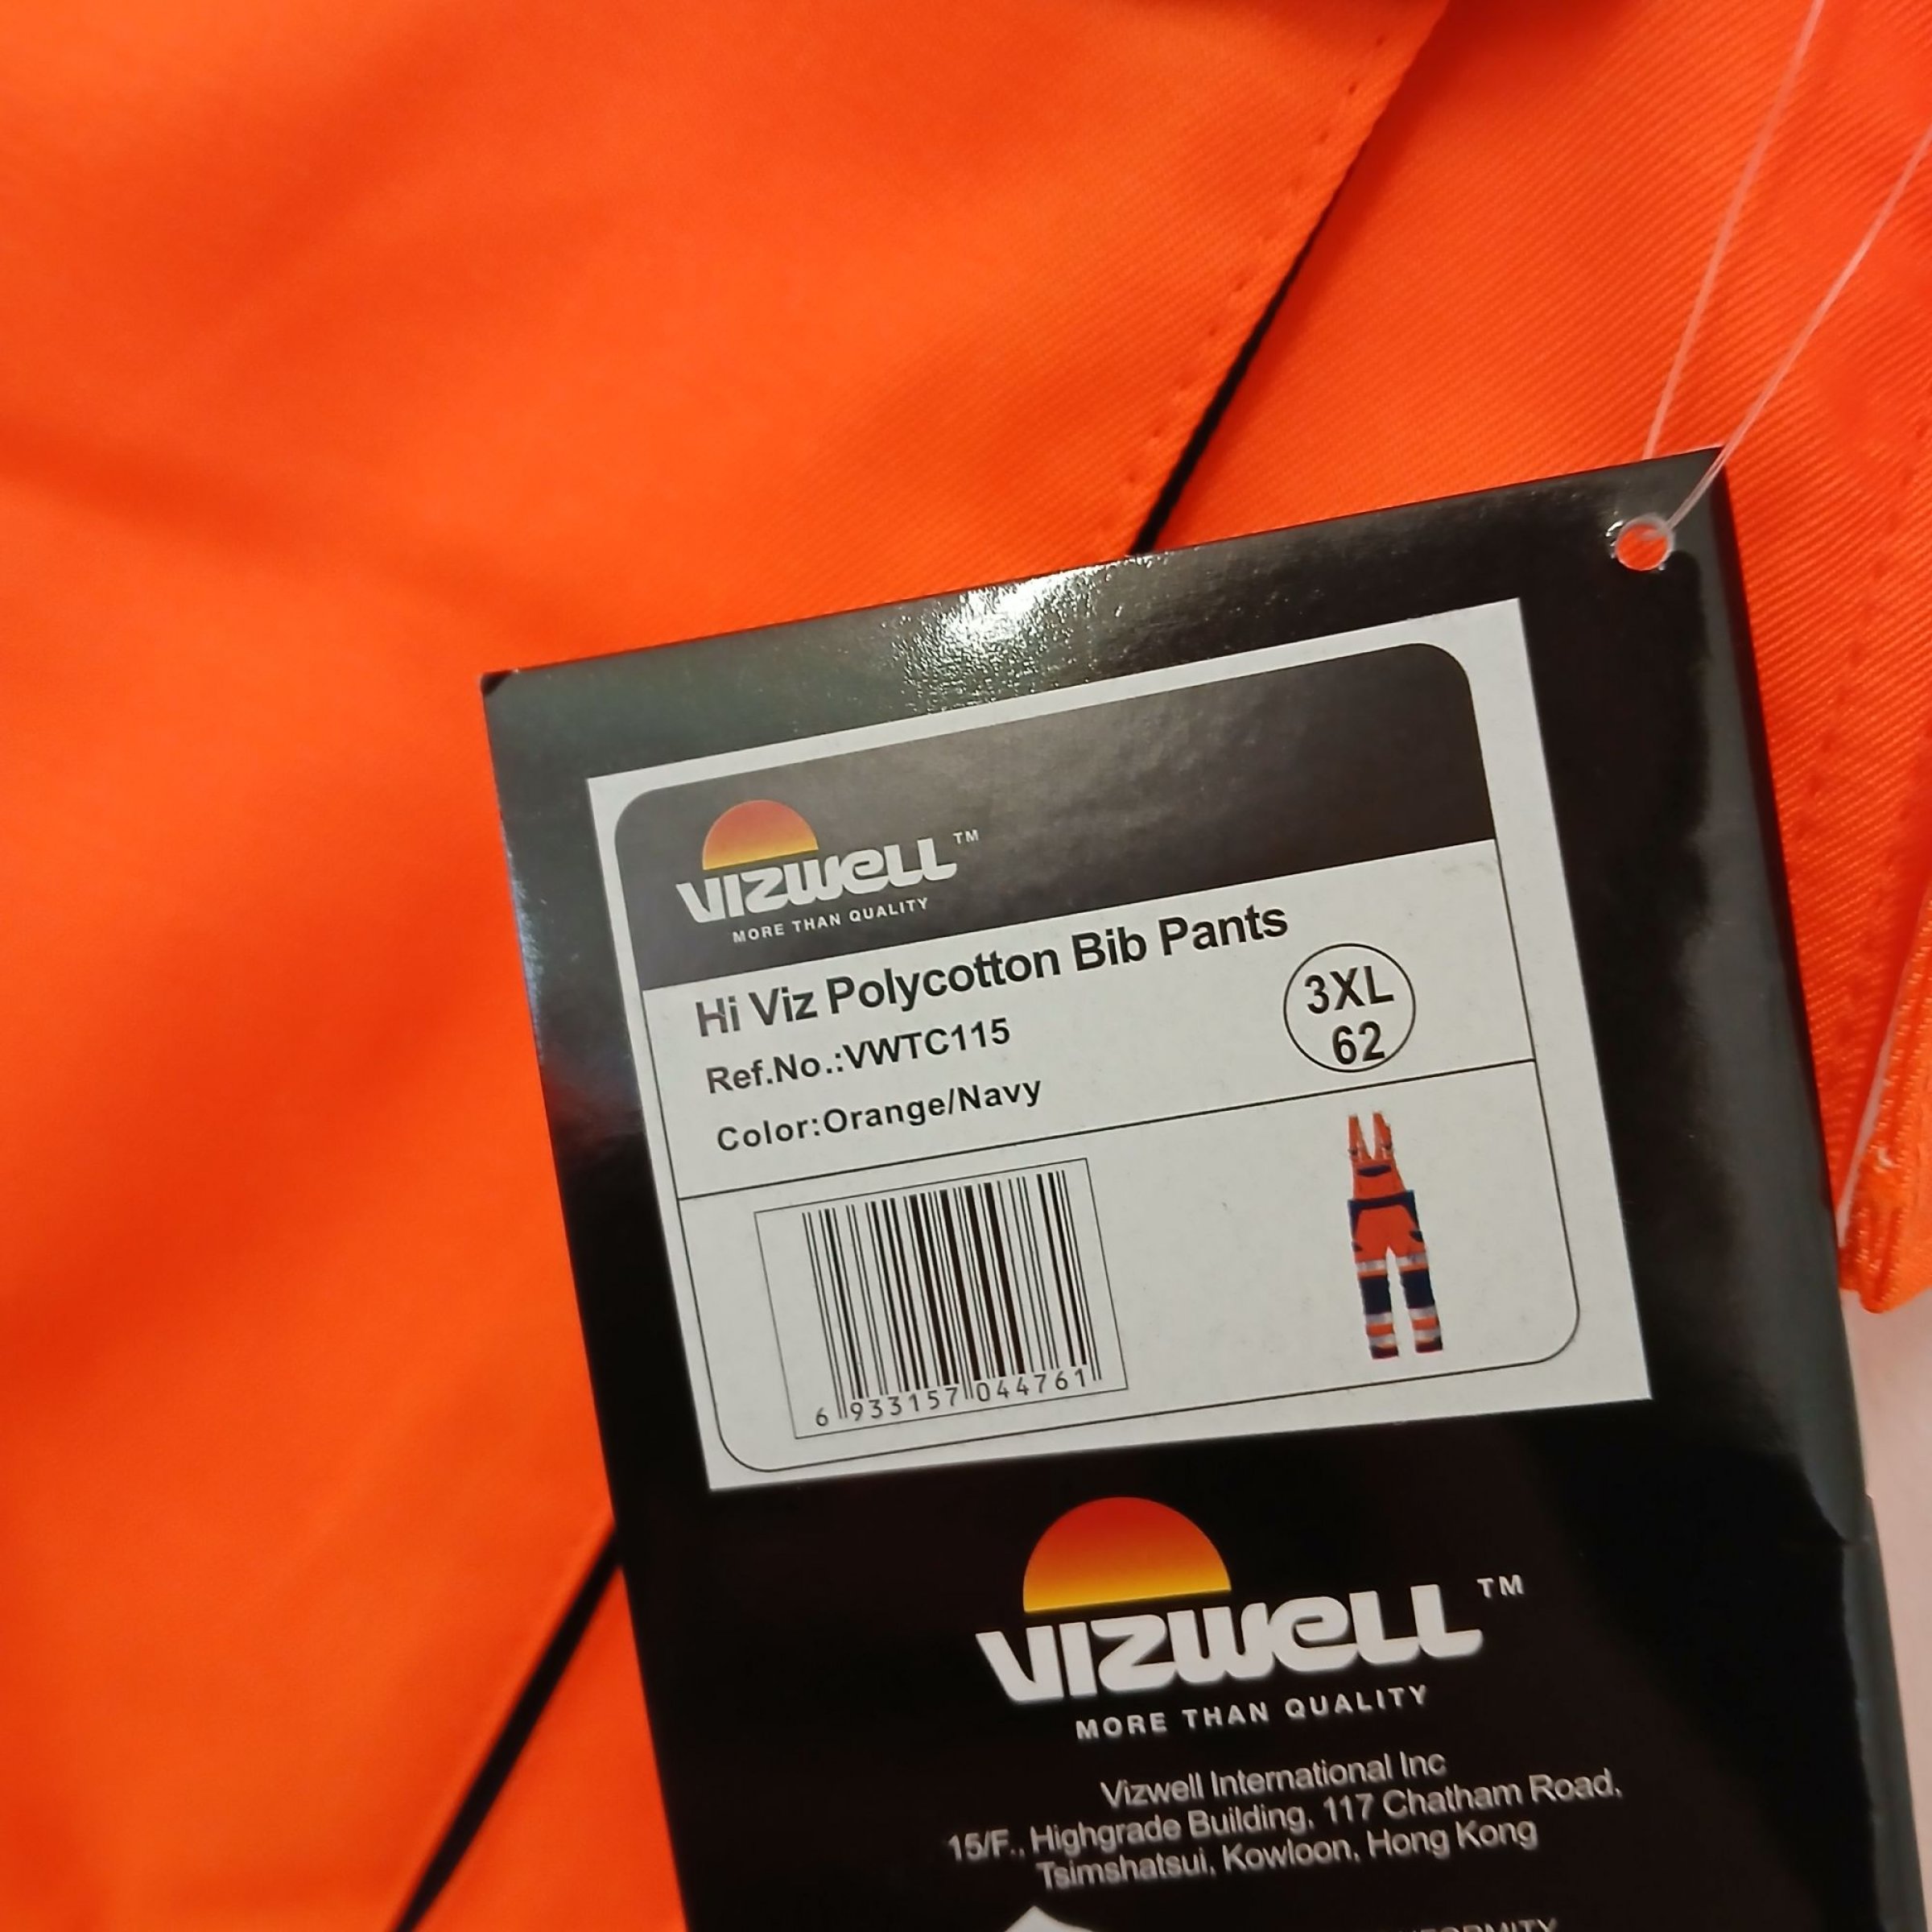 VIZWELL™
MORE THAN QUALITY
Hi Viz Polycotton Bib Pants
Ref.No.:VWTC115
3XL
62
Color:Orange/Navy
6 933157 044761
VIZWELL™
MORE THAN QUALITY
Vizwell International Inc
15/F., Highgrade Building, 117 Chatham Road,
Tsimshatsui, Kowloon, Hong Kong